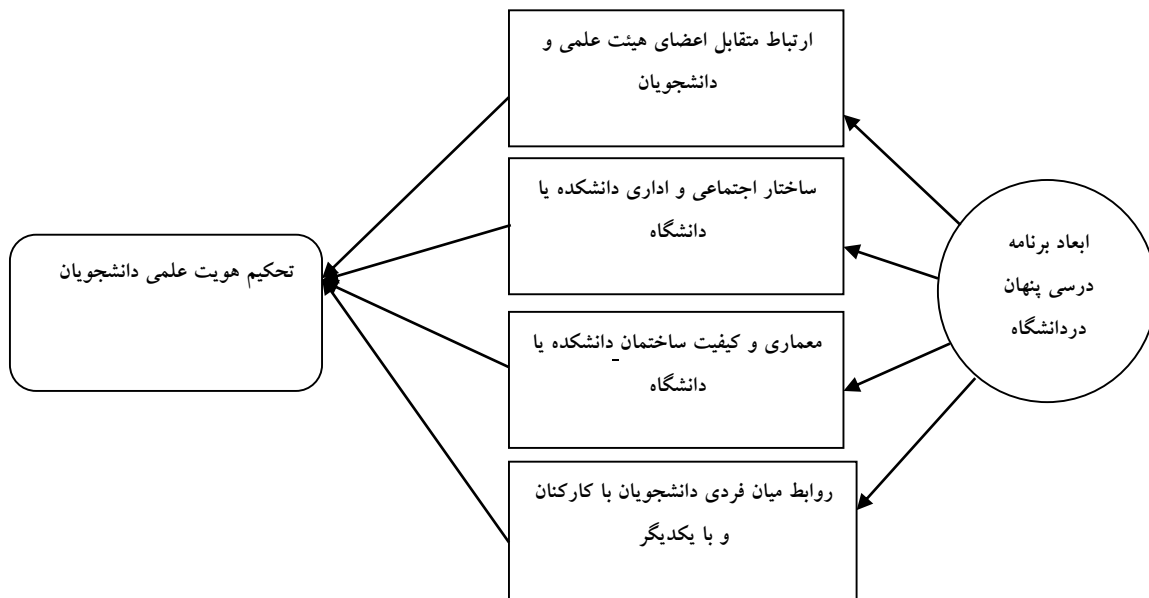 ابعاد برنامه
درسی پنهان
دردانشگاه
ارتباط متقابل اعضای هیئت علمی و
دانشجویان
ساختار اجتماعی و اداری دانشکده یا
دانشگاه
معماری و کیفیت ساختمان دانشکده یا
دانشگاه
روابط میان فردی دانشجویان با کارکنان
و با یکدیگر
تحکیم هویت علمی دانشجویان